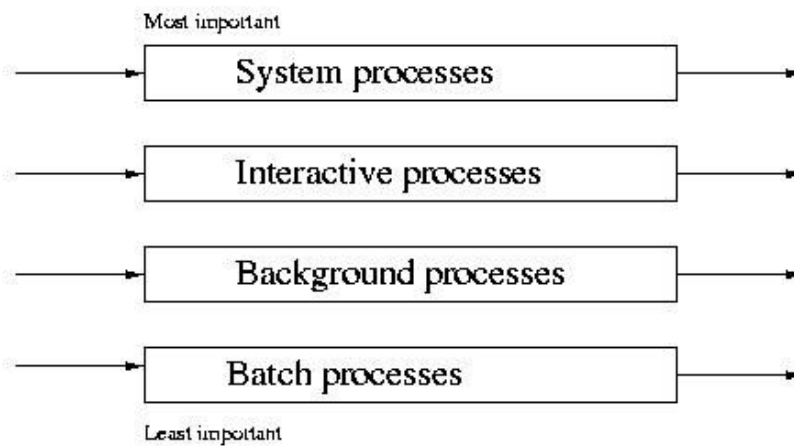 Most important
System processes
Interactive processes
Background processes
Batch processes
Least important